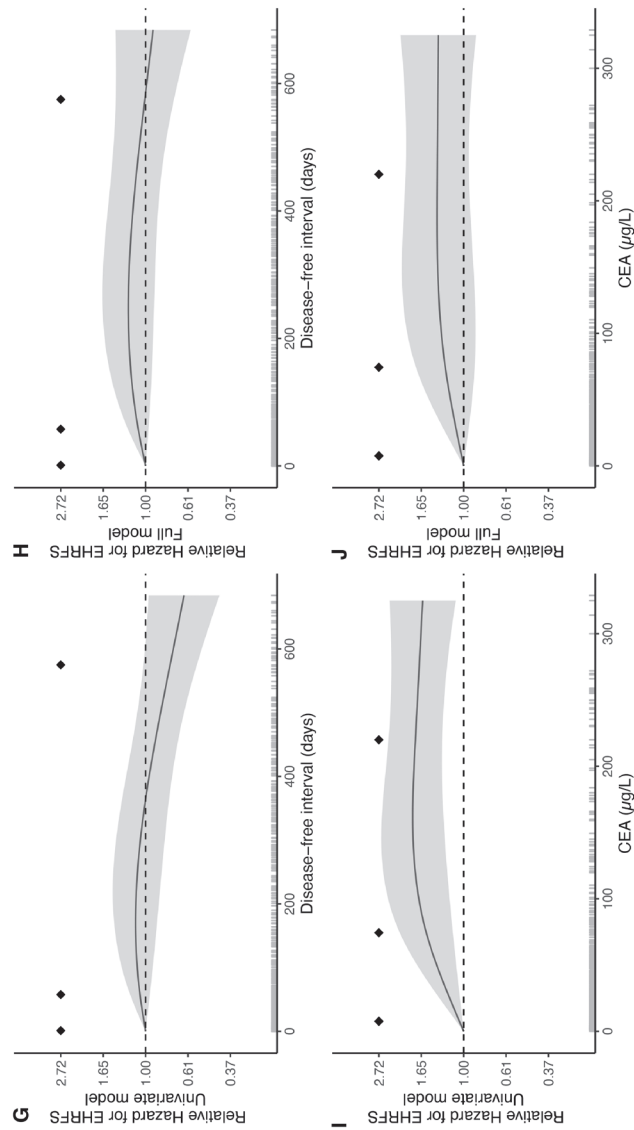 G
Relative Hazard for EHRFS
Univariate model
2.72
1.65
1.00
0.61
0.37
0
200
400
600
Disease−free interval (days)
H
Relative Hazard for EHRFS
Full model
2.72
1.65
1.00
0.61
0.37
0
200
400
600
Disease−free interval (days)
I
Relative Hazard for EHRFS
Univariate model
2.72
1.65
1.00
0.61
0.37
0
100
200
300
CEA (µg/L)
J
Relative Hazard for EHRFS
Full model
2.72
1.65
1.00
0.61
0.37
0
100
200
300
CEA (µg/L)